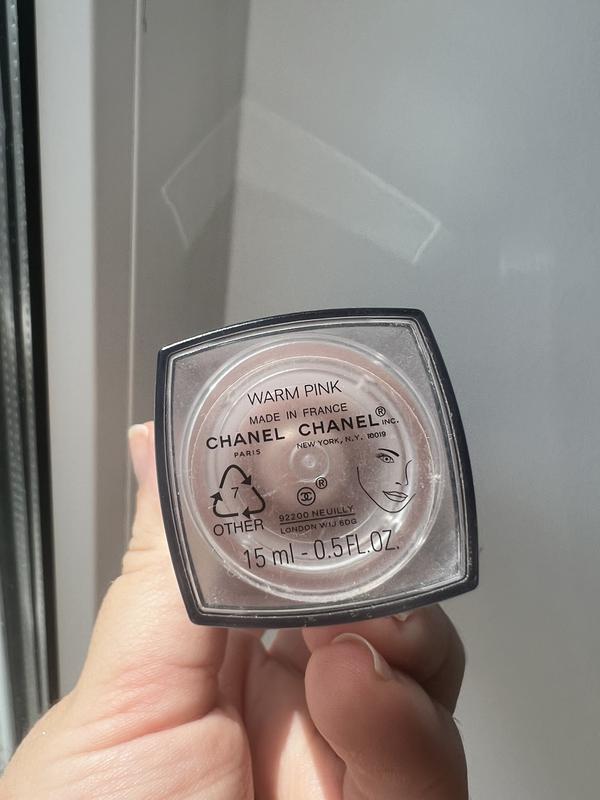 WARM PINK
MADE IN FRANCE
CHANEL CHANEL® INC.
PARIS NEW YORK, N.Y. 10019
7
OTHER
®
92200 NEUILLY
LONDON W1J 6DG
15 ml - 0.5 FL.OZ.